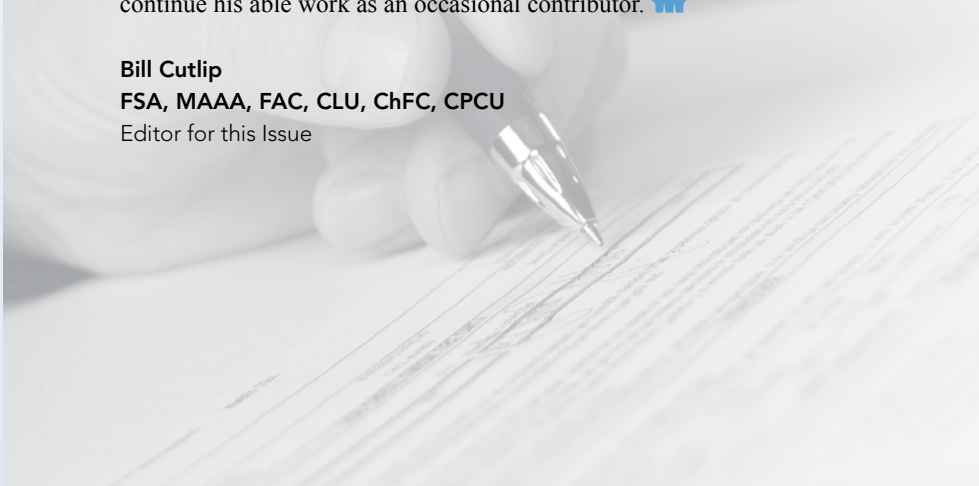 continue his able work as an occasional contributor.
Bill Cutlip
FSA, MAAA, FAC, CLU, ChFC, CPCU
Editor for this Issue